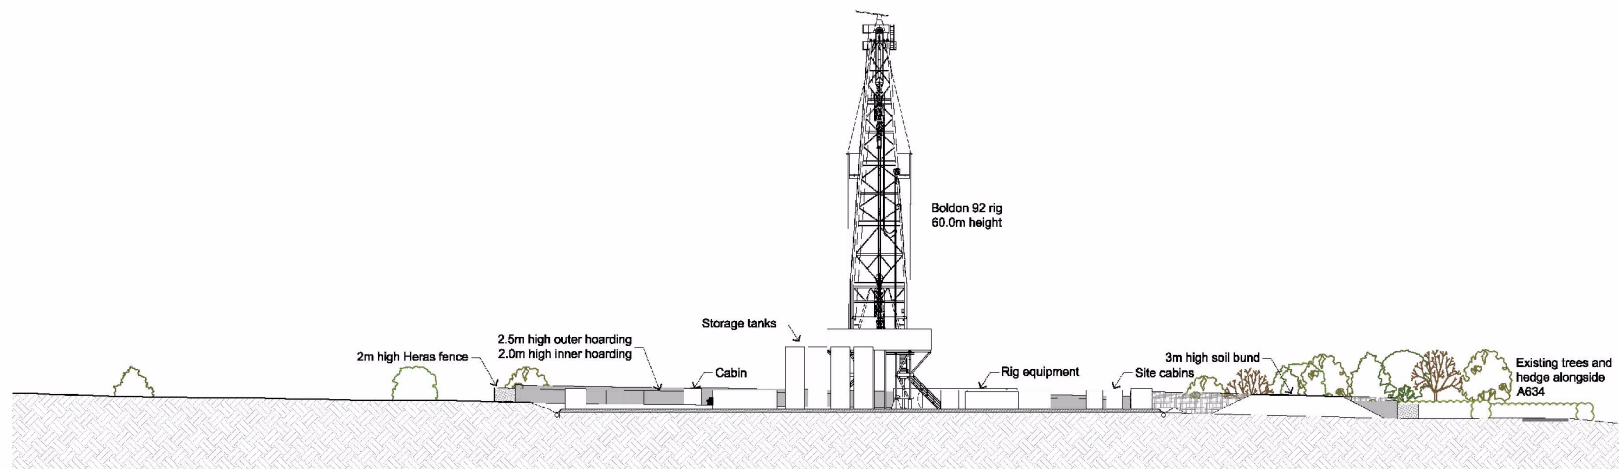 Boldon 92 rig
60.0m height
Storage tanks
2.5m high outer hoarding
2.0m high inner hoarding
2m high Heras fence
Cabin
Rig equipment
Site cabins
3m high soil bund
Existing trees and
hedge alongside
A634